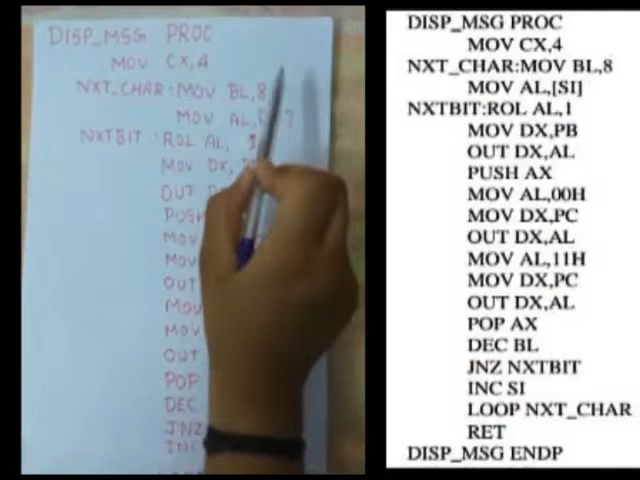 DISP_MSG PROC
MOV CX,4
NXT_CHAR:MOV BL,8
MOV AL,
NXTBIT:ROL AL, 1
MOV DX,
OUT
PUSH
MOV
MOV
OUT
MOV
MOV
OUT
POP
DEC
JNZ
INC
DISP_MSG PROC
MOV CX,4
NXT_CHAR:MOV BL,8
MOV AL,[SI]
NXTBIT:ROL AL,1
MOV DX,PB
OUT DX,AL
PUSH AX
MOV AL,00H
MOV DX,PC
OUT DX,AL
MOV AL,11H
MOV DX,PC
OUT DX,AL
POP AX
DEC BL
JNZ NXTBIT
INC SI
LOOP NXT_CHAR
RET
DISP_MSG ENDP